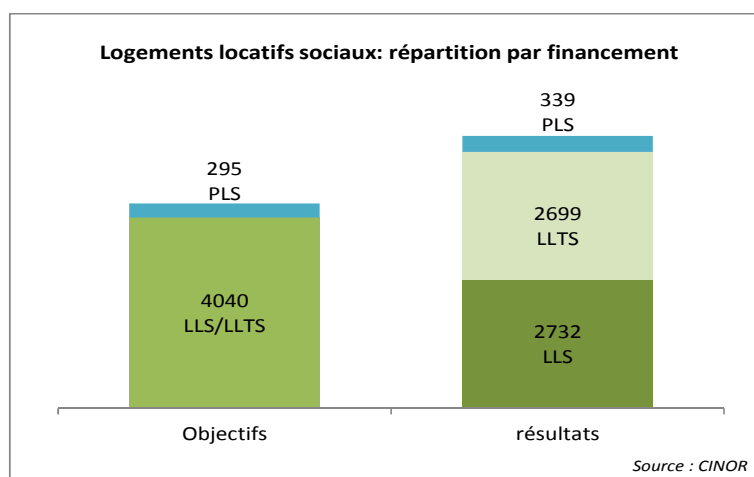 Logements locatifs sociaux: répartition par financement
295
PLS
4040
LLS/LLTS
339
PLS
2699
LLTS
2732
LLS
Objectifs
résultats
Source : CINOR